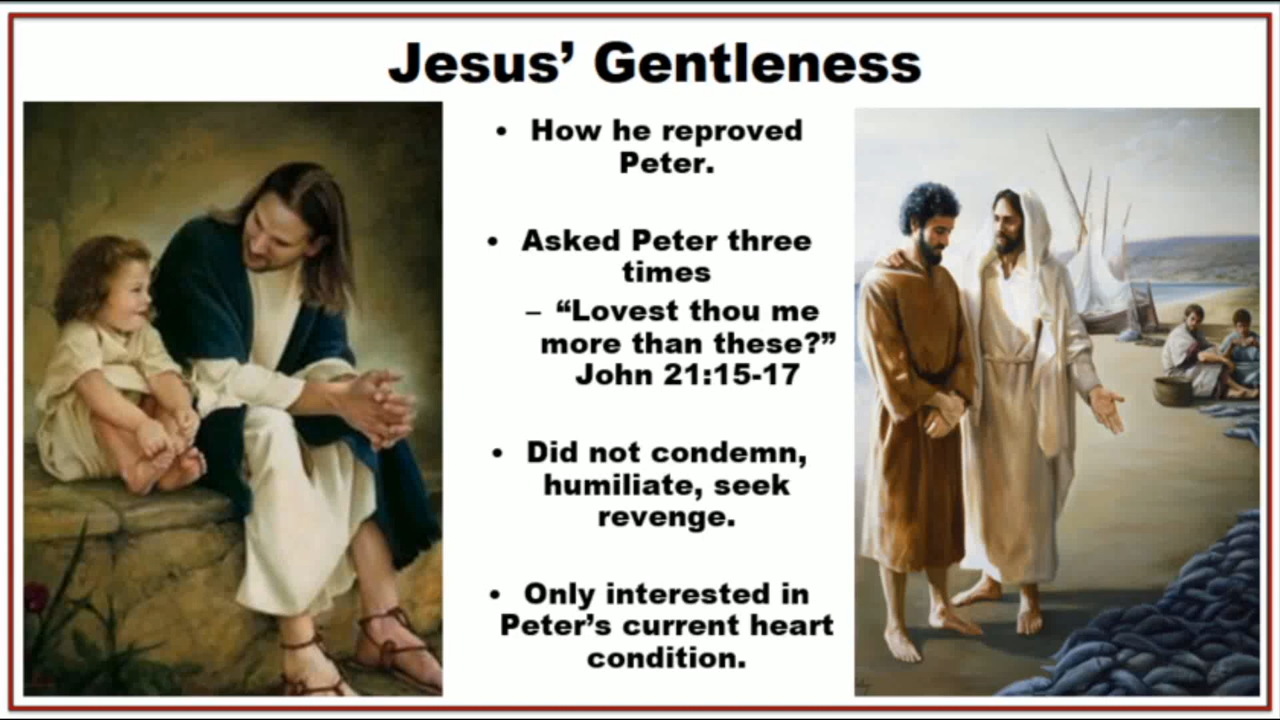 Jesus’ Gentleness
• How he reproved
Peter.
• Asked Peter three
times
– “Lovest thou me
more than these?”
John 21:15-17
• Did not condemn,
humiliate, seek
revenge.
• Only interested in
Peter’s current heart
condition.